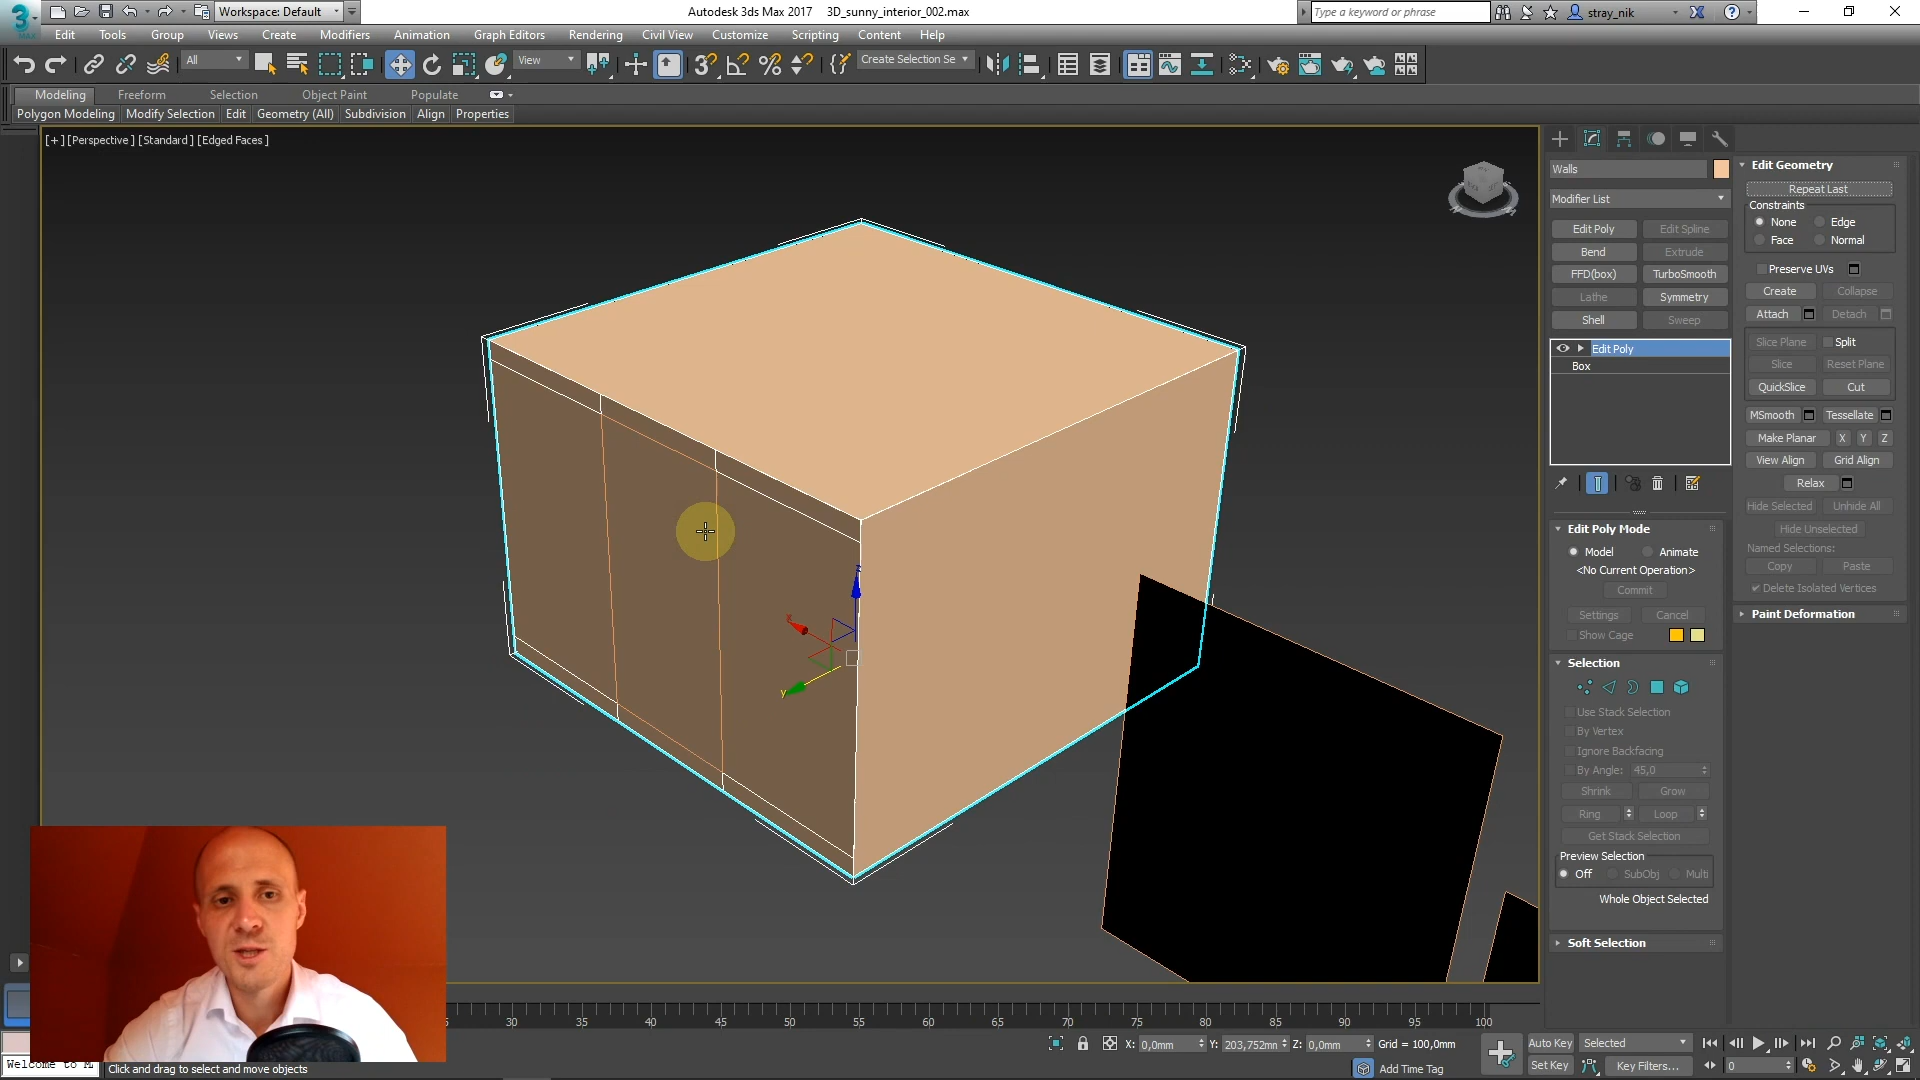 Workspace: Default
Autodesk 3ds Max 2017 3D_sunny_interior_002.max
Type a keyword or phrase
stray_nik
3
MAX
Edit Tools Group Views Create Modifiers Animation Graph Editors Rendering Civil View Customize Scripting Content Help
All
View
Create Selection Se
Modeling Freeform Selection Object Paint Populate
Polygon Modeling Modify Selection Edit Geometry (All) Subdivision Align Properties
[+] [Perspective ] [Standard ] [Edged Faces ]
x
y
z
Walls
Modifier List
Edit Poly Edit Spline
Bend Extrude
FFD(box) TurboSmooth
Lathe Symmetry
Shell Sweep
Edit Poly
Box
Edit Poly Mode
Model Animate
<No Current Operation>
Commit
Settings Cancel
Show Cage
Selection
Use Stack Selection
By Vertex
Ignore Backfacing
By Angle: 45,0
Shrink Grow
Ring Loop
Get Stack Selection
Preview Selection
Off SubObj Multi
Whole Object Selected
Soft Selection
Edit Geometry
Repeat Last
Constraints
None Edge
Face Normal
Preserve UVs
Create Collapse
Attach Detach
Slice Plane Split
Slice Reset Plane
QuickSlice Cut
MSmooth Tessellate
Make Planar X Y Z
View Align Grid Align
Relax
Hide Selected Unhide All
Hide Unselected
Named Selections:
Copy Paste
Delete Isolated Vertices
Paint Deformation
30 35 40 45 50 55 60 65 70 75 80 85 90 95 100
X: 0,0mm Y: 203,752mm Z: 0,0mm Grid = 100,0mm
Auto Key Selected
Add Time Tag
Set Key Key Filters... 0
Welcome to M
Click and drag to select and move objects